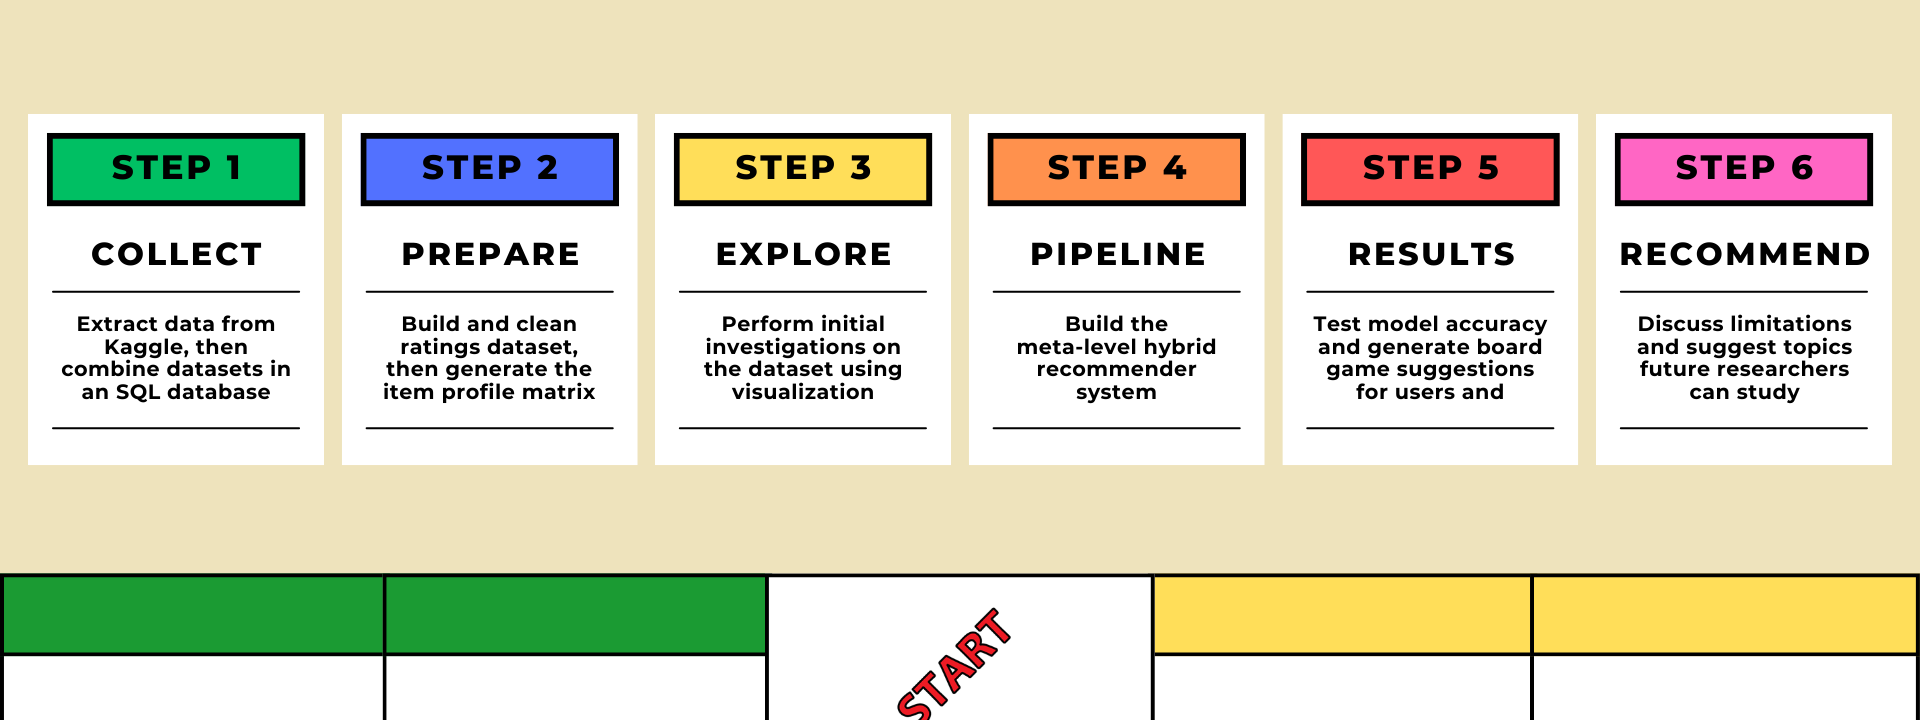 STEP 1
COLLECT
Extract data from
Kaggle, then
combine datasets in
an SQL database
STEP 2
PREPARE
Build and clean
ratings dataset,
then generate the
item profile matrix
STEP 3
EXPLORE
Perform initial
investigations on
the dataset using
visualization
STEP 4
PIPELINE
Build the
meta-level hybrid
recommender
system
STEP 5
RESULTS
Test model accuracy
and generate board
game suggestions
for users and
STEP 6
RECOMMEND
Discuss limitations
and suggest topics
future researchers
can study
START